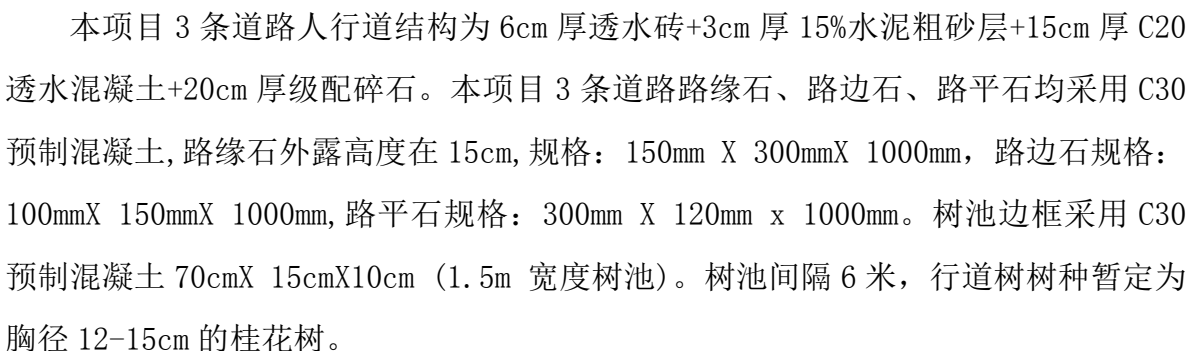 本项目 3 条道路人行道结构为 6cm 厚透水砖+3cm 厚 15%水泥粗砂层+15cm 厚 C20
透水混凝土+20cm 厚级配碎石。本项目 3 条道路路缘石、路边石、路平石均采用 C30
预制混凝土,路缘石外露高度在 15cm,规格：150mm X 300mmX 1000mm，路边石规格：
100mmX 150mmX 1000mm,路平石规格：300mm X 120mm x 1000mm。树池边框采用 C30
预制混凝土 70cmX 15cmX10cm (1.5m 宽度树池)。树池间隔 6 米，行道树树种暂定为
胸径 12-15cm 的桂花树。